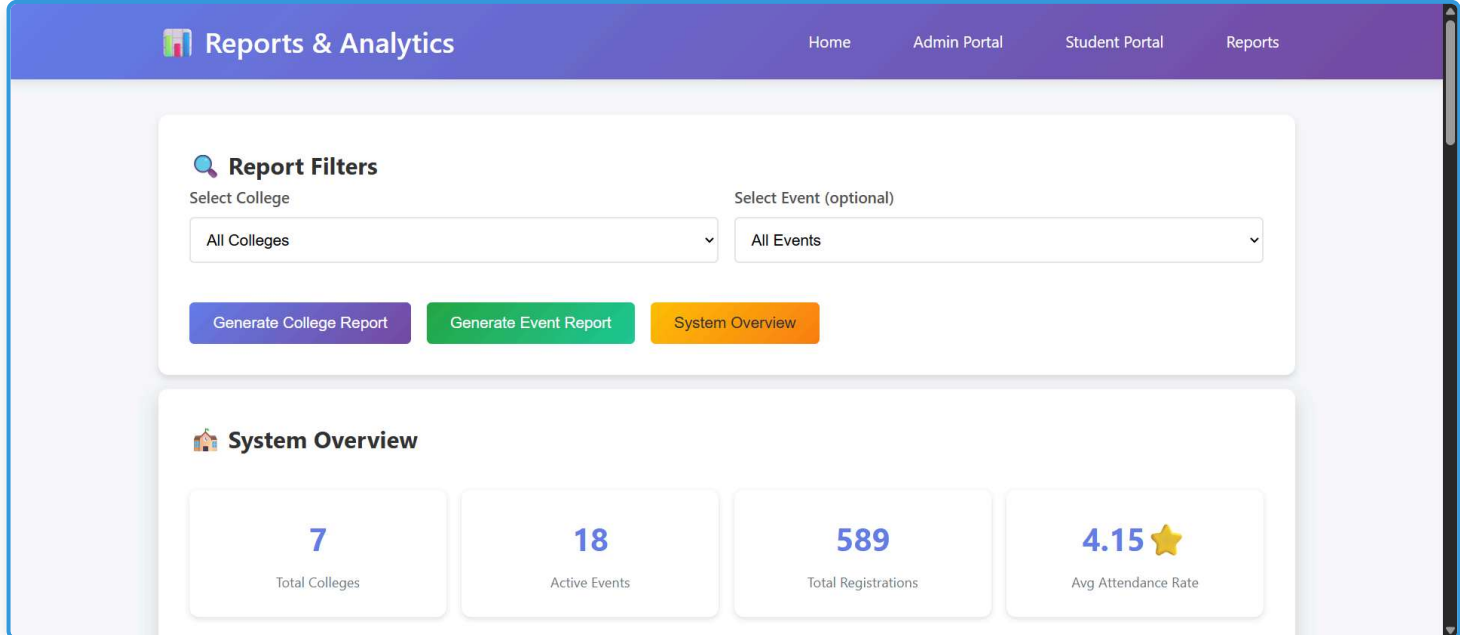 Reports & Analytics
Home Admin Portal Student Portal Reports
Report Filters
Select College Select Event (optional)
All Colleges All Events
Generate College Report Generate Event Report System Overview
System Overview
7 18 589 4.15
Total Colleges Active Events Total Registrations Avg Attendance Rate